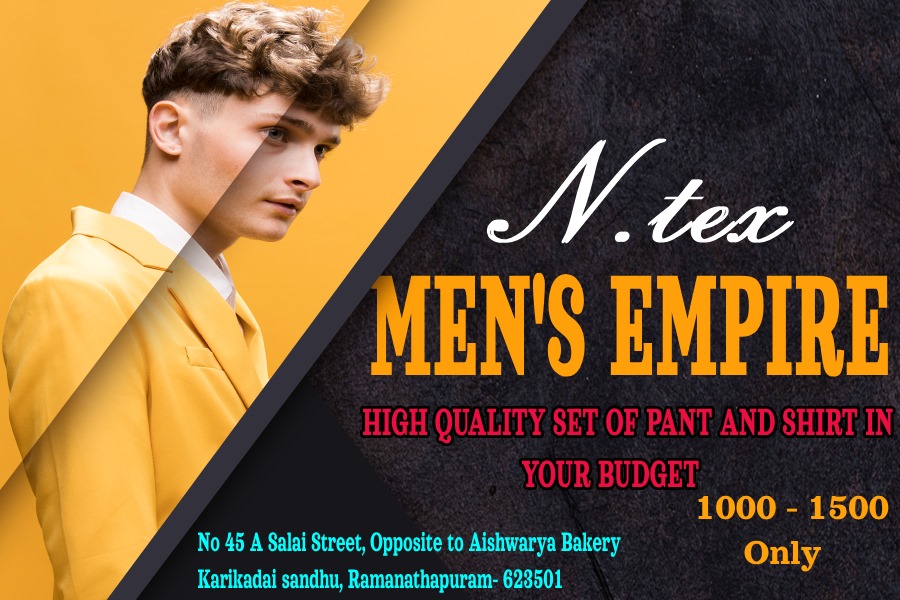 N.tex
MEN'S EMPIRE
HIGH QUALITY SET OF PANT AND SHIRT IN
YOUR BUDGET
1000 - 1500
Only
No 45 A Salai Street, Opposite to Aishwarya Bakery
Karikadai sandhu, Ramanathapuram- 623501